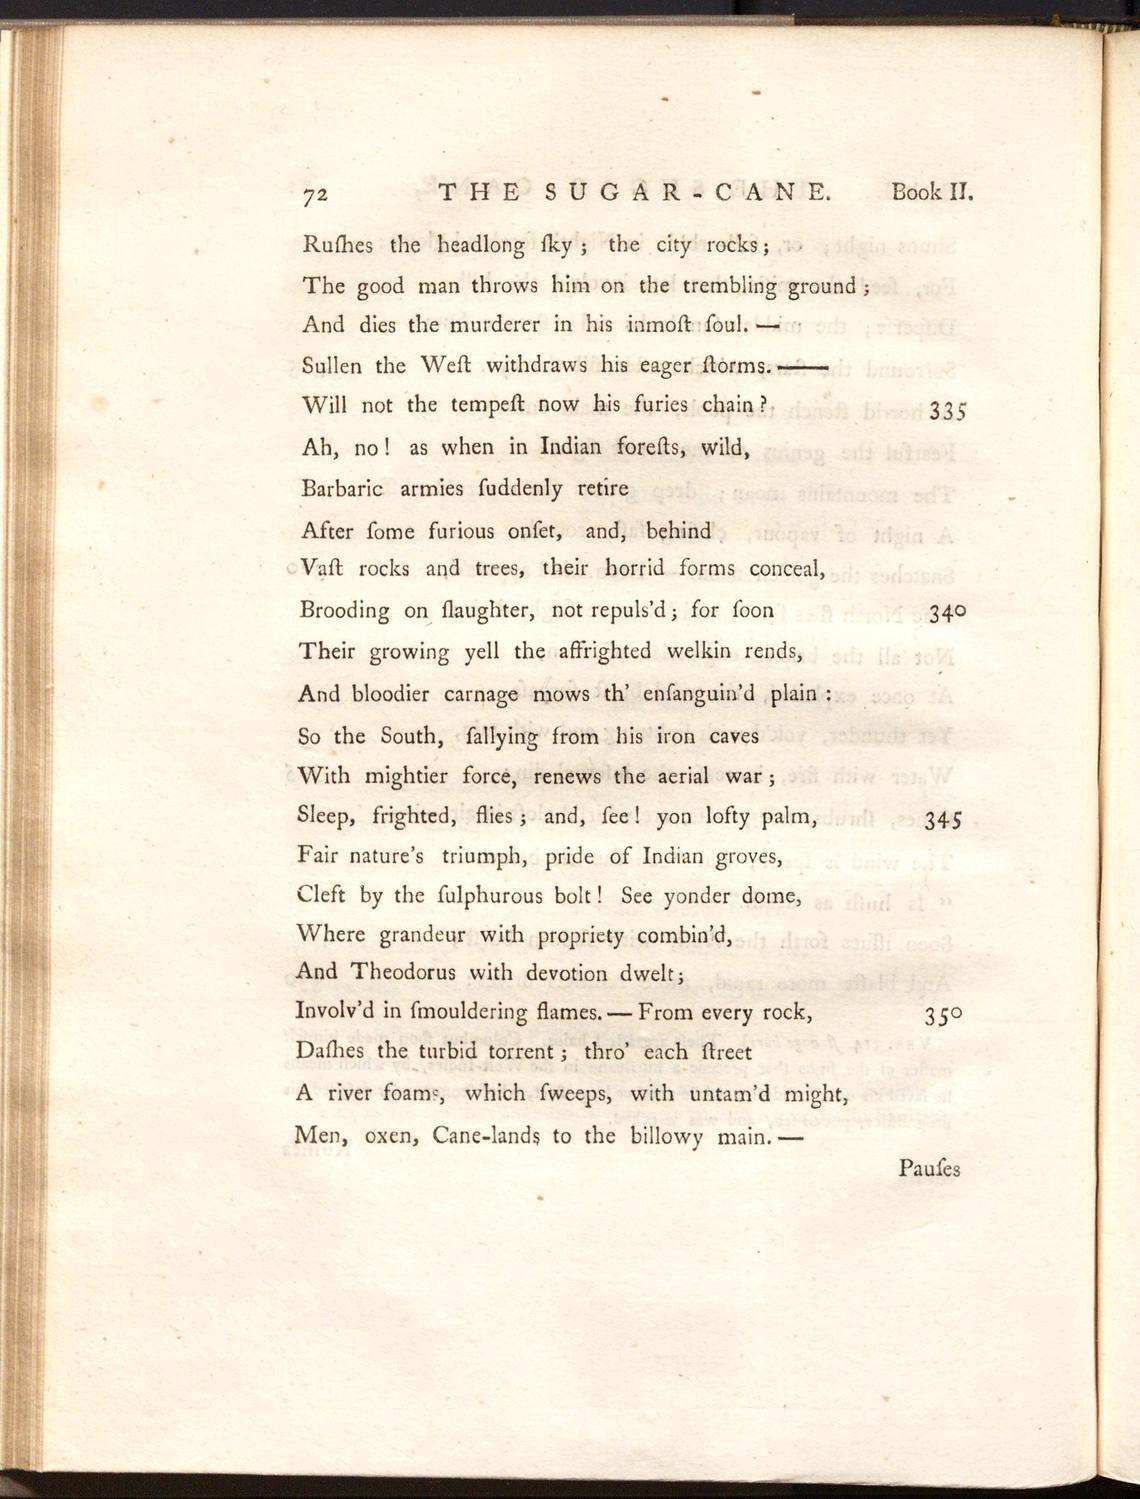 72 THE SUGAR-CANE. Book II.
Ruſhes the headlong ſky; the city rocks;
The good man throws him on the trembling ground;
And dies the murderer in his inmoſt ſoul. —
Sullen the Weſt withdraws his eager ſtorms. ——
Will not the tempeſt now his furies chain? 335
Ah, no! as when in Indian foreſts, wild,
Barbaric armies ſuddenly retire
After ſome furious onſet, and, behind
Vaſt rocks and trees, their horrid forms conceal,
Brooding on ſlaughter, not repuls'd; for ſoon 340
Their growing yell the affrighted welkin rends,
And bloodier carnage mows th' enſanguin'd plain:
So the South, ſallying from his iron caves
With mightier force, renews the aerial war;
Sleep, frighted, flies; and, ſee! yon lofty palm, 345
Fair nature's triumph, pride of Indian groves,
Cleft by the ſulphurous bolt! See yonder dome,
Where grandeur with propriety combin'd,
And Theodorus with devotion dwelt;
Involv'd in ſmouldering flames. — From every rock, 350
Daſhes the turbid torrent; thro' each ſtreet
A river foams, which ſweeps, with untam'd might,
Men, oxen, Cane-lands to the billowy main. —
Pauſes